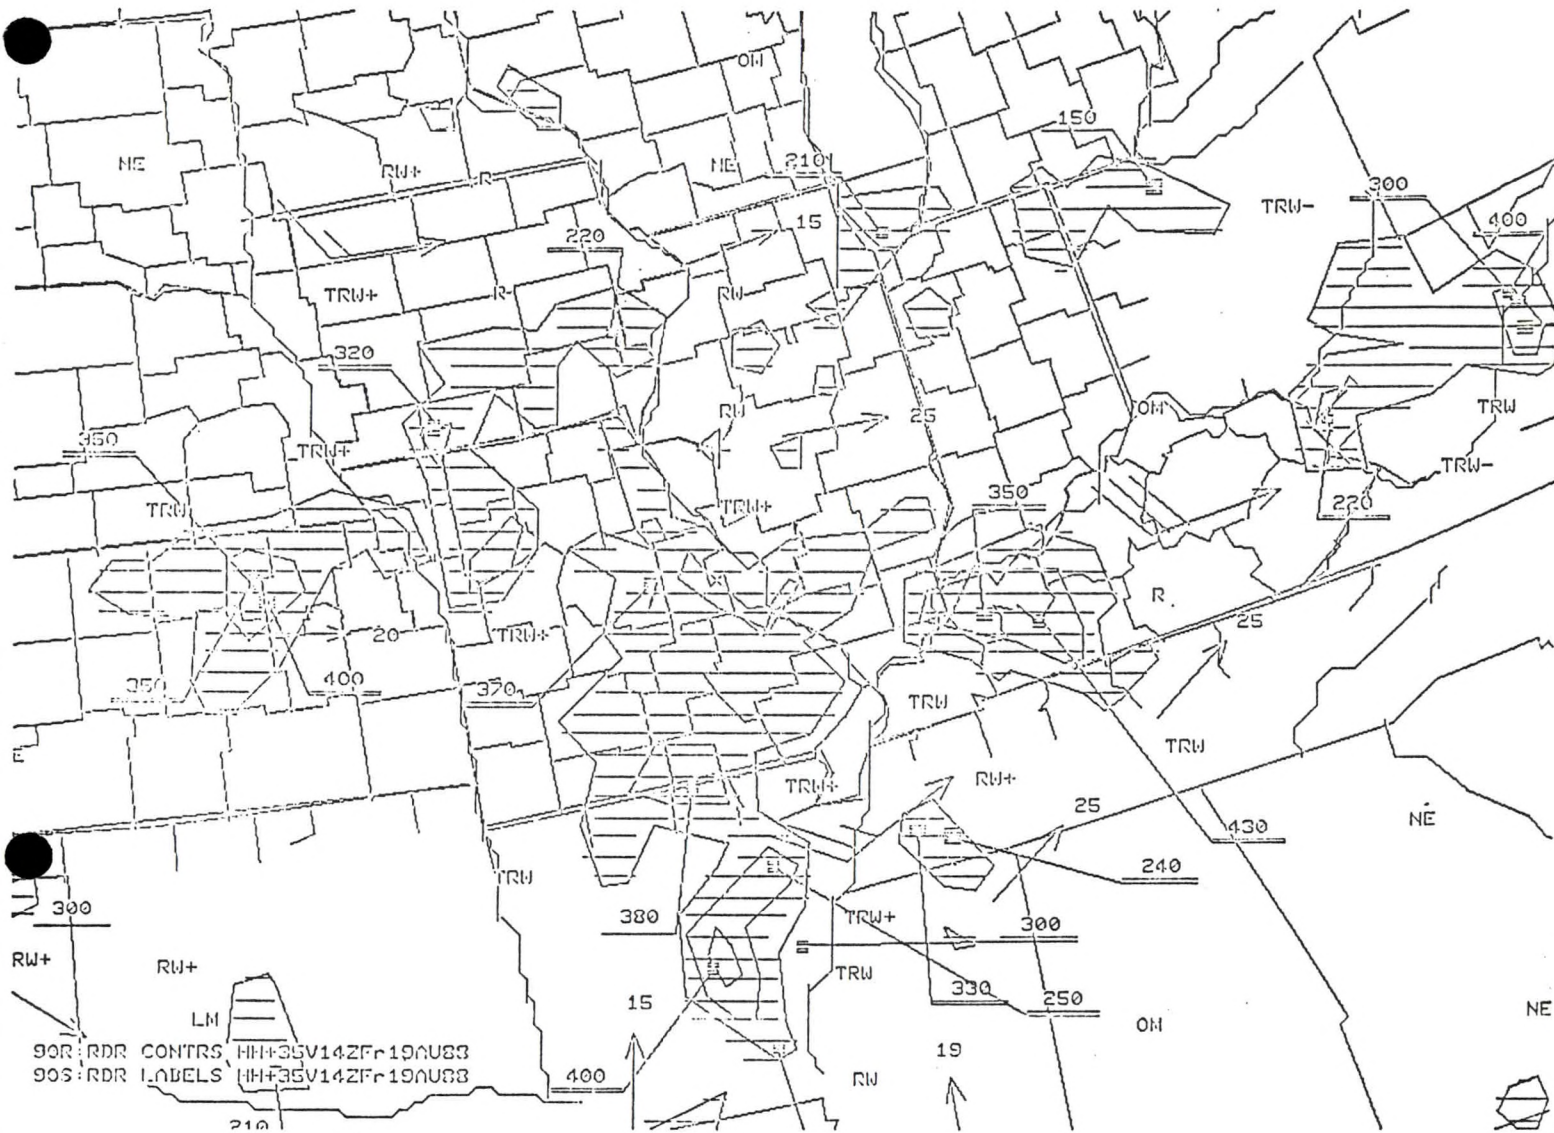 OM
150
NE
RW+
R
NE
210
300
TRW-
400
15
220
TRW+
R-
RW
320
RW
25
OM
TRW
350
TRW+
TRW-
TRW
TRW+
350
220
R
20
TRW+
25
350
400
370
TRW
TRW
E
TRW+
RW+
25
NE
430
TRW
240
300
380
TRW+
300
RW+
RW+
TRW
330
250
15
LM
OM
NE
90R:RDR CONTRS HH+35V14ZFr19AU88
19
90S:RDR LABELS HH+35V14ZFr19AU88
400
RW
210